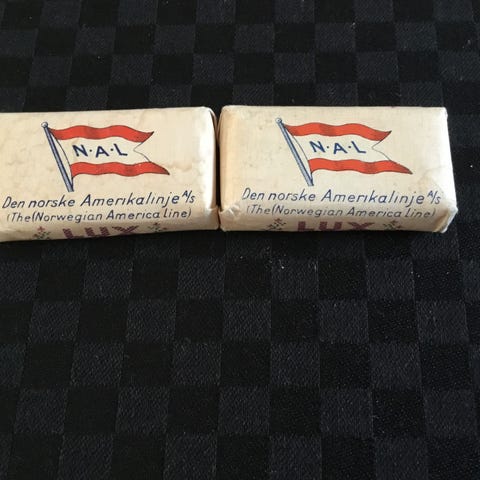 N·A·L
Den norske Amerikalinje A/s
(The(Norwegian America line)
LUX
N·A·L
Den norske Amerikalinje A/s
(The(Norwegian America line)
LUX